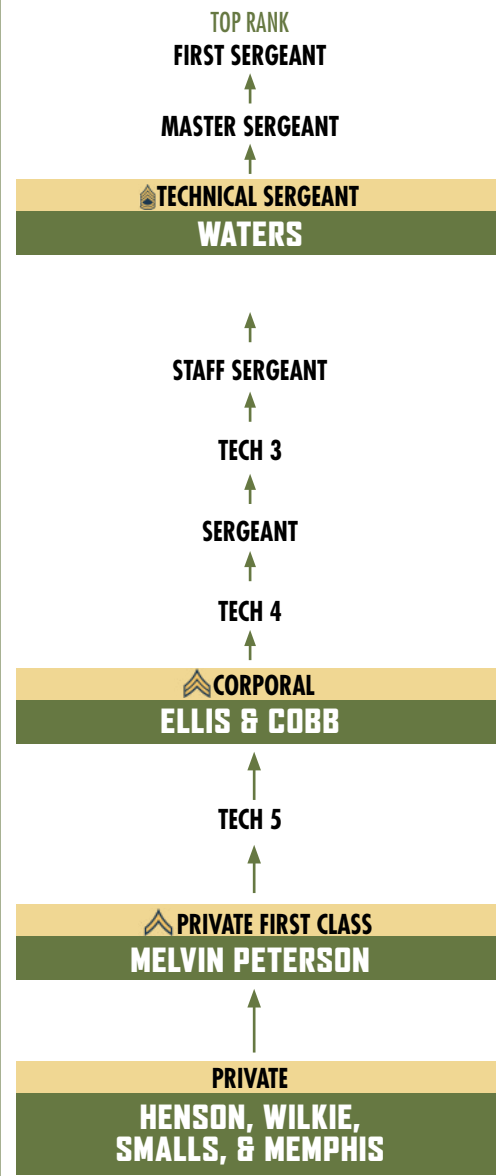 TOP RANK
FIRST SERGEANT
MASTER SERGEANT
TECHNICAL SERGEANT
WATERS
STAFF SERGEANT
TECH 3
SERGEANT
TECH 4
CORPORAL
ELLIS & COBB
TECH 5
PRIVATE FIRST CLASS
MELVIN PETERSON
PRIVATE
HENSON, WILKIE,
SMALLS, & MEMPHIS